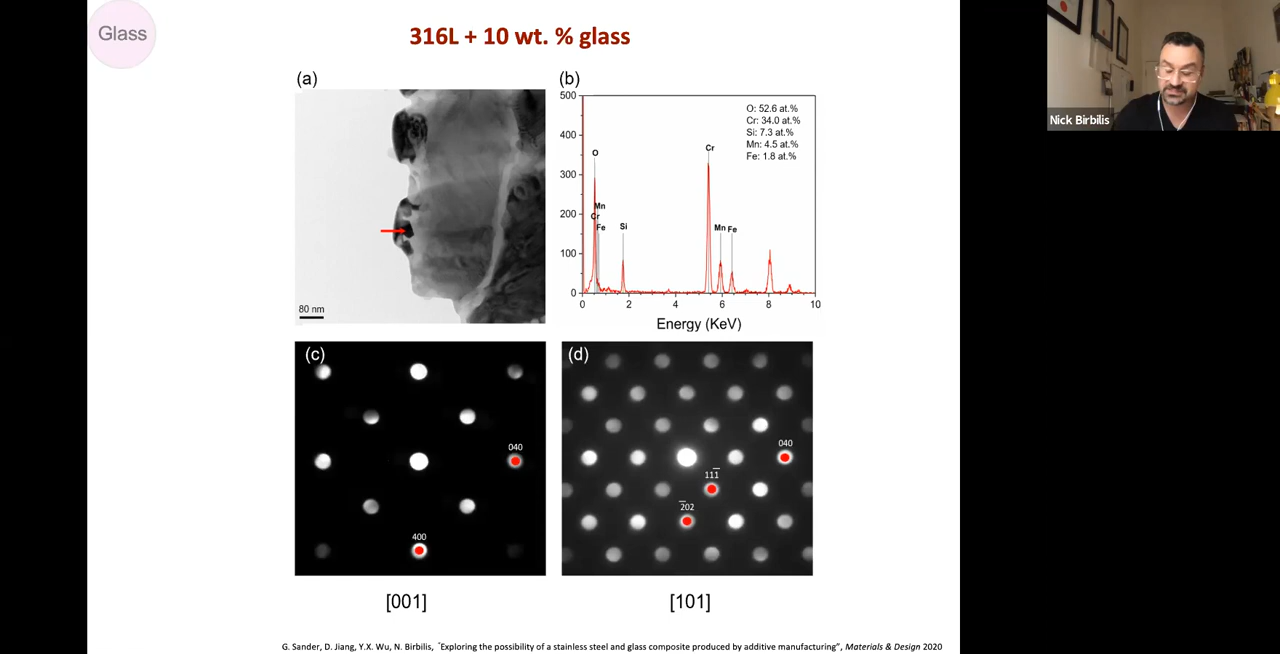 Glass
316L + 10 wt. % glass
(a)
80 nm
(b)
500
400
300
200
100
0
O
Mn
Cr
Fe
Si
Cr
Mn Fe
O: 52.6 at.%
Cr: 34.0 at.%
Si: 7.3 at.%
Mn: 4.5 at.%
Fe: 1.8 at.%
0 2 4 6 8 10
Energy (KeV)
(c)
040
400
[001]
(d)
040
111̅
2̅02
[101]
G. Sander, D. Jiang, Y.X. Wu, N. Birbilis, "Exploring the possibility of a stainless steel and glass composite produced by additive manufacturing", Materials & Design 2020
Nick Birbilis